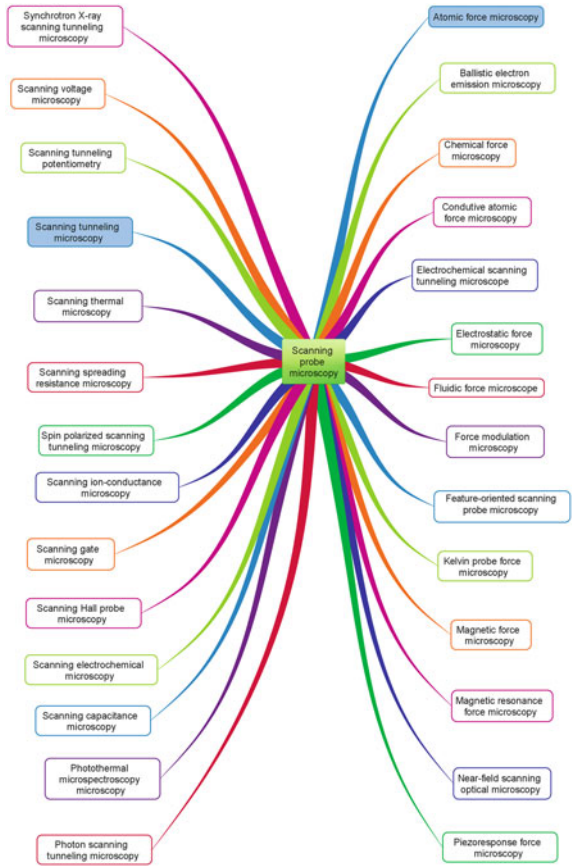 Synchrotron X-ray
scanning tunneling
microscopy
Scanning voltage
microscopy
Scanning tunneling
potentiometry
Scanning tunneling
microscopy
Scanning thermal
microscopy
Scanning spreading
resistance microscopy
Spin polarized scanning
tunneling microscopy
Scanning ion-conductance
microscopy
Scanning gate
microscopy
Scanning Hall probe
microscopy
Scanning electrochemical
microscopy
Scanning capacitance
microscopy
Photothermal
microspectroscopy
microscopy
Photon scanning
tunneling microscopy
Scanning
probe
microscopy
Atomic force microscopy
Ballistic electron
emission microscopy
Chemical force
microscopy
Condutive atomic
force microscopy
Electrochemical scanning
tunneling microscope
Electrostatic force
microscopy
Fluidic force microscope
Force modulation
microscopy
Feature-oriented scanning
probe microscopy
Kelvin probe force
microscopy
Magnetic force
microscopy
Magnetic resonance
force microscopy
Near-field scanning
optical microscopy
Piezoresponse force
microscopy